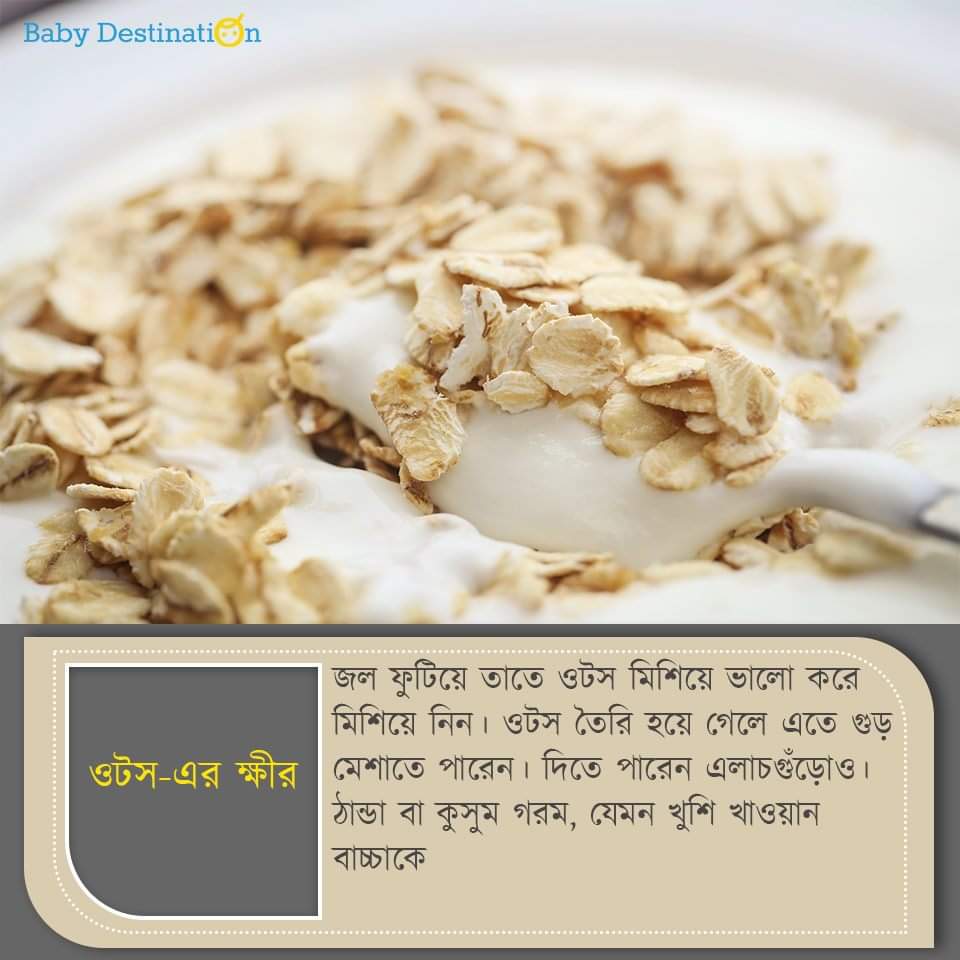 Baby Destination
ওটস-এর ক্ষীর
জল ফুটিয়ে তাতে ওটস মিশিয়ে ভালো করে
মিশিয়ে নিন। ওটস তৈরি হয়ে গেলে এতে গুড়
মেশাতে পারেন। দিতে পারেন এলাচগুঁড়োও।
ঠান্ডা বা কুসুম গরম, যেমন খুশি খাওয়ান
বাচ্চাকে